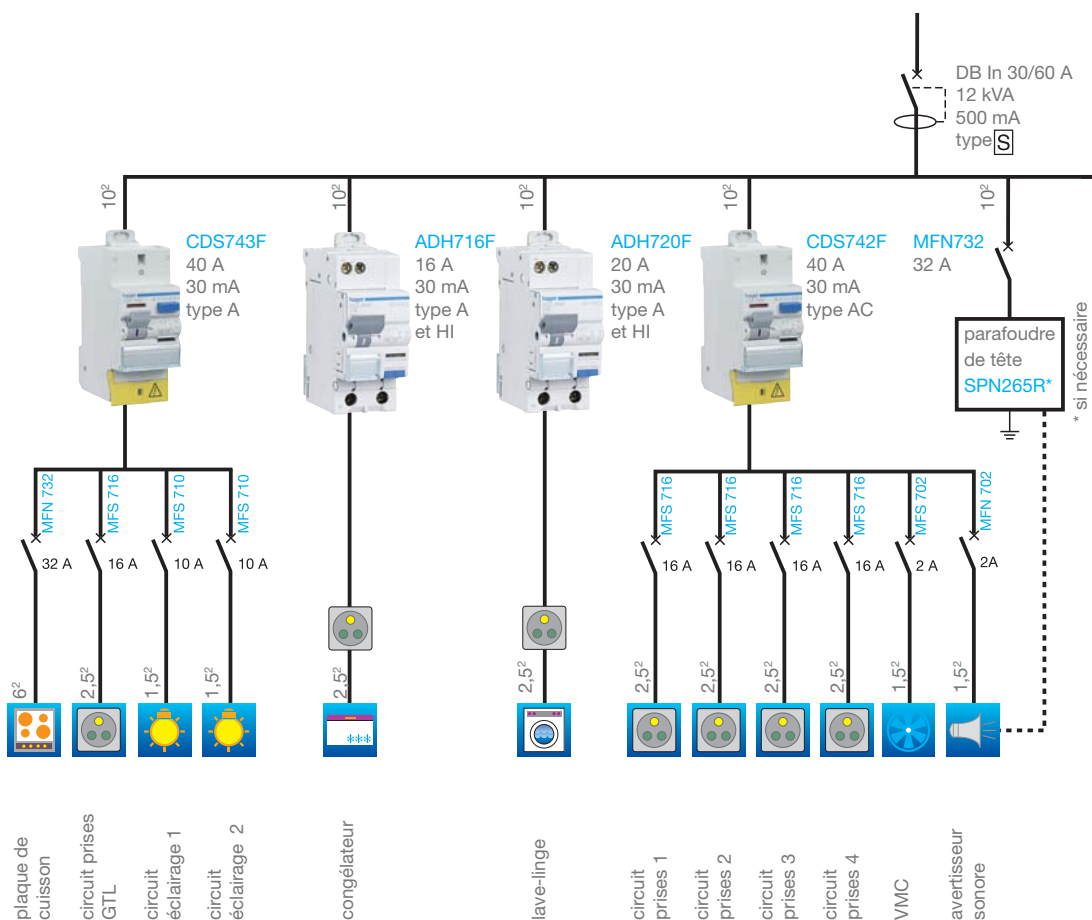 DB In 30/60 A
12 kVA
500 mA
type S
10²
10²
10²
10²
10²
CDS743F
40 A
30 mA
type A
ADH716F
16 A
30 mA
type A
et HI
ADH720F
20 A
30 mA
type A
et HI
CDS742F
40 A
30 mA
type AC
MFN732
32 A
parafoudre
de tête
SPN265R*
* si nécessaire
MFN 732
MFS 716
MFS 710
MFS 710
32 A
16 A
10 A
10 A
MFS 716
MFS 716
MFS 716
MFS 716
MFS 702
MFN 702
16 A
16 A
16 A
16 A
2 A
2A
6²
2,5²
1,5²
1,5²
2,5²
2,5²
2,5²
2,5²
2,5²
2,5²
1,5²
1,5²
plaque de
cuisson
circuit prises
GTL
circuit
éclairage 1
circuit
éclairage 2
congélateur
lave-linge
circuit
prises 1
circuit
prises 2
circuit
prises 3
circuit
prises 4
VMC
avertisseur
sonore